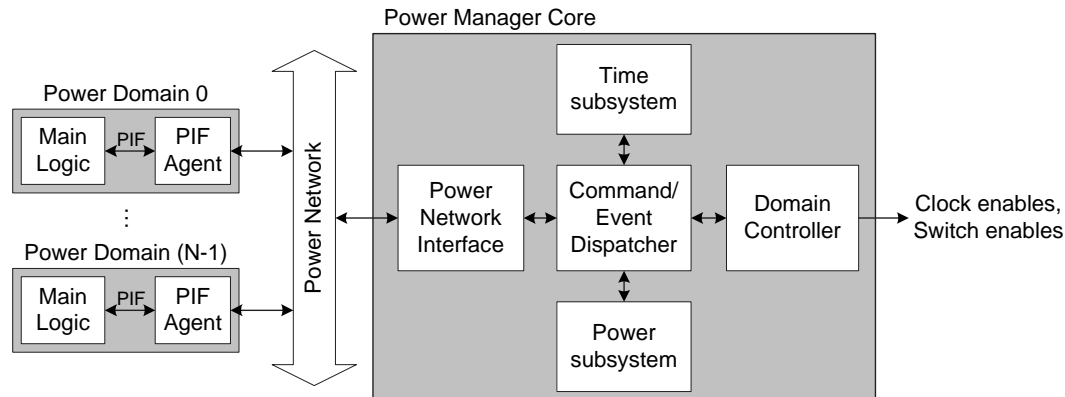 Power Manager Core
Time
subsystem
Power Domain 0
Main
Logic
PIF
PIF
Agent
...
Power Domain (N-1)
Main
Logic
PIF
PIF
Agent
Power Network
Power
Network
Interface
Command/
Event
Dispatcher
Domain
Controller
Clock enables,
Switch enables
Power
subsystem